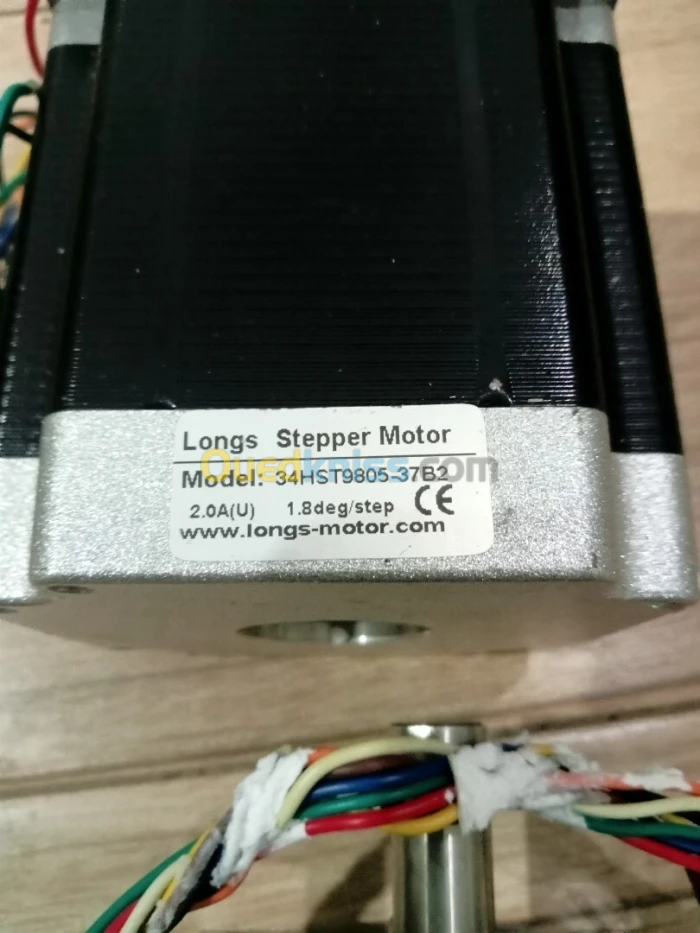 Longs Stepper Motor
Ouedkniss.com
Model: 34HST9805-37B2
2.0A(U) 1.8deg/step CE
www.longs-motor.com